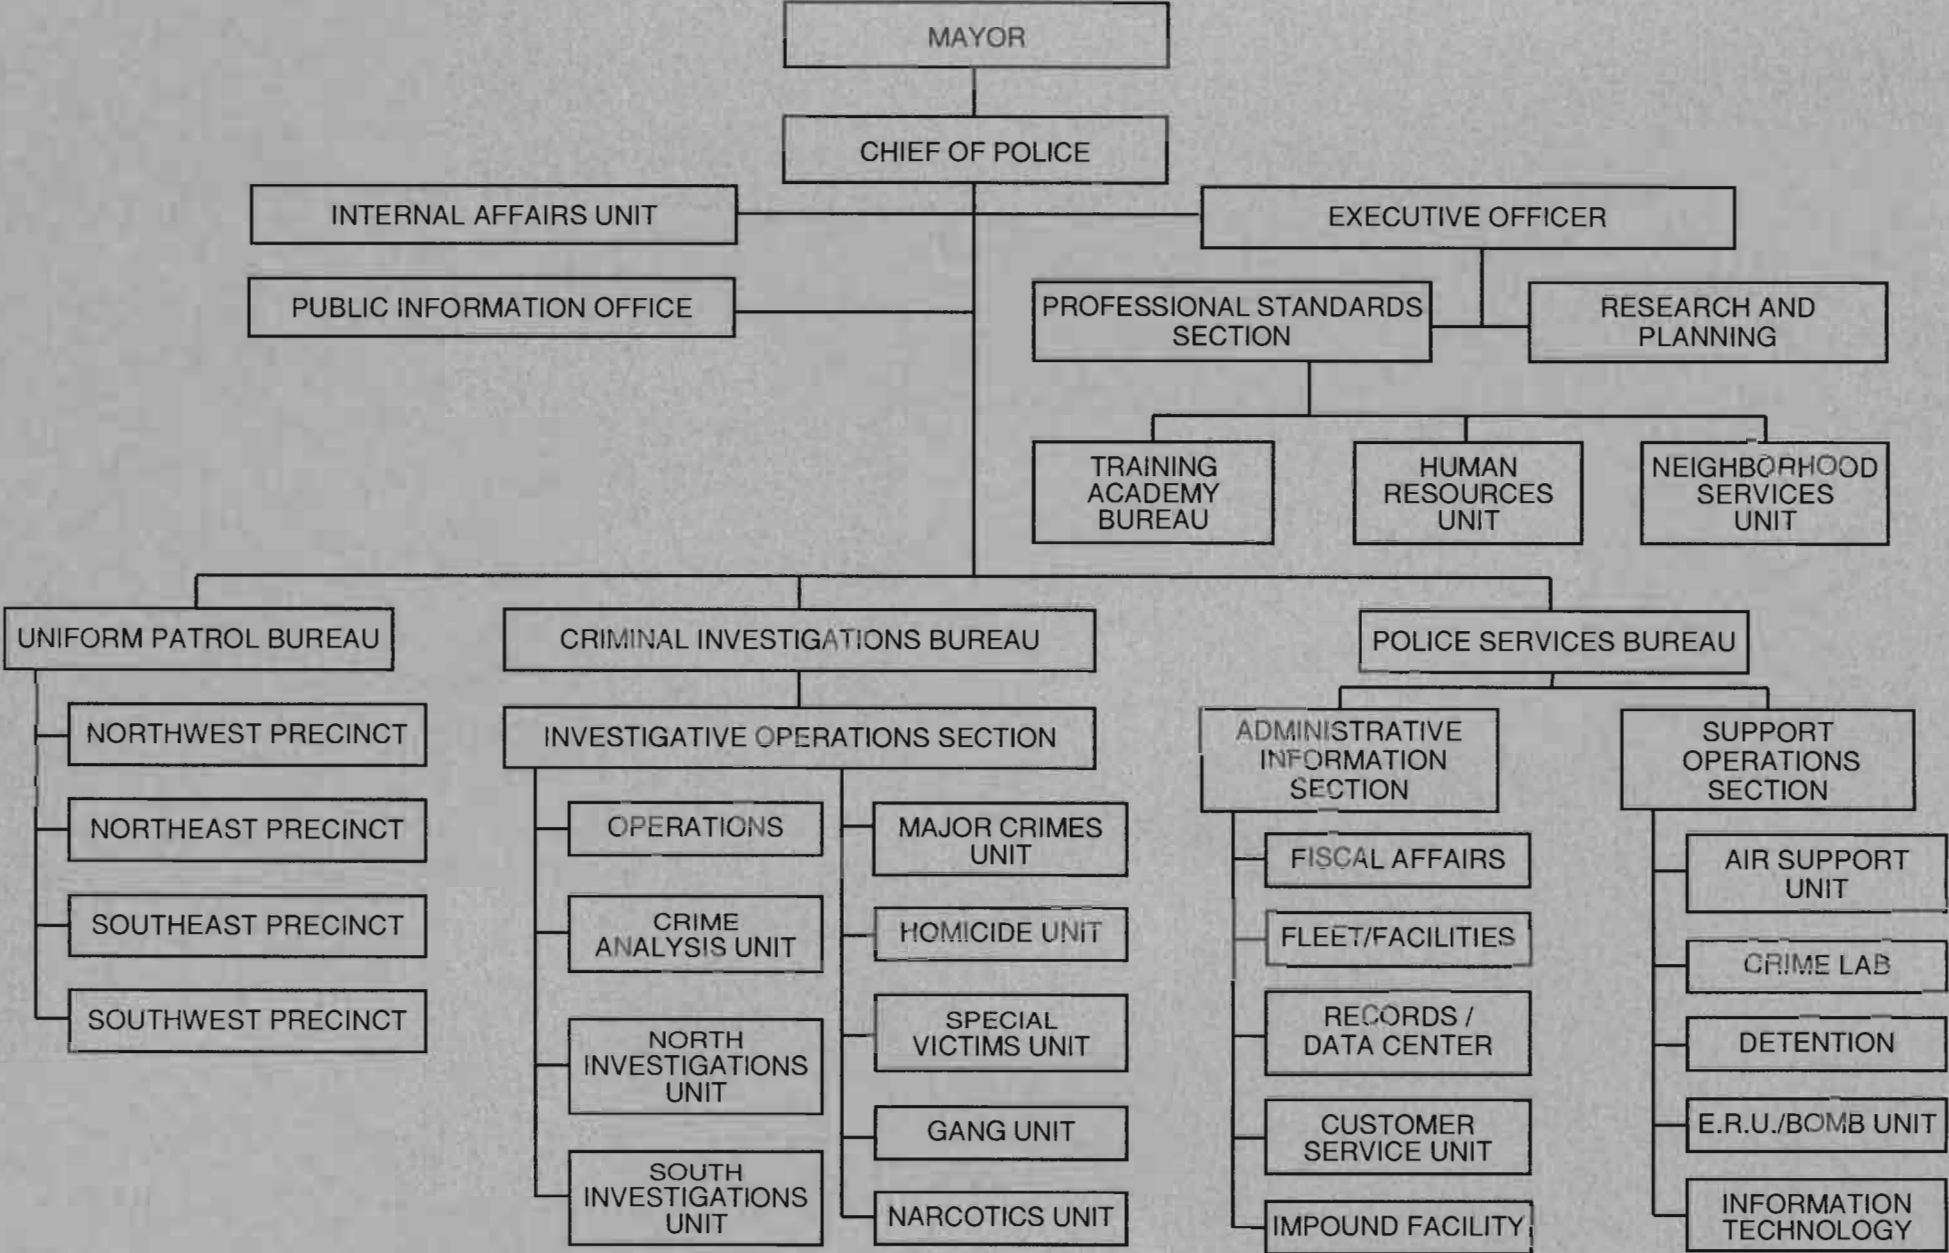 MAYOR
CHIEF OF POLICE
INTERNAL AFFAIRS UNIT
EXECUTIVE OFFICER
PUBLIC INFORMATION OFFICE
PROFESSIONAL STANDARDS
SECTION
RESEARCH AND
PLANNING
TRAINING
ACADEMY
BUREAU
HUMAN
RESOURCES
UNIT
NEIGHBORHOOD
SERVICES
UNIT
UNIFORM PATROL BUREAU
NORTHWEST PRECINCT
NORTHEAST PRECINCT
SOUTHEAST PRECINCT
SOUTHWEST PRECINCT
CRIMINAL INVESTIGATIONS BUREAU
INVESTIGATIVE OPERATIONS SECTION
OPERATIONS
CRIME
ANALYSIS UNIT
NORTH
INVESTIGATIONS
UNIT
SOUTH
INVESTIGATIONS
UNIT
MAJOR CRIMES
UNIT
HOMICIDE UNIT
SPECIAL
VICTIMS UNIT
GANG UNIT
NARCOTICS UNIT
POLICE SERVICES BUREAU
ADMINISTRATIVE
INFORMATION
SECTION
FISCAL AFFAIRS
FLEET/FACILITIES
RECORDS /
DATA CENTER
CUSTOMER
SERVICE UNIT
IMPOUND FACILITY
SUPPORT
OPERATIONS
SECTION
AIR SUPPORT
UNIT
CRIME LAB
DETENTION
E.R.U./BOMB UNIT
INFORMATION
TECHNOLOGY